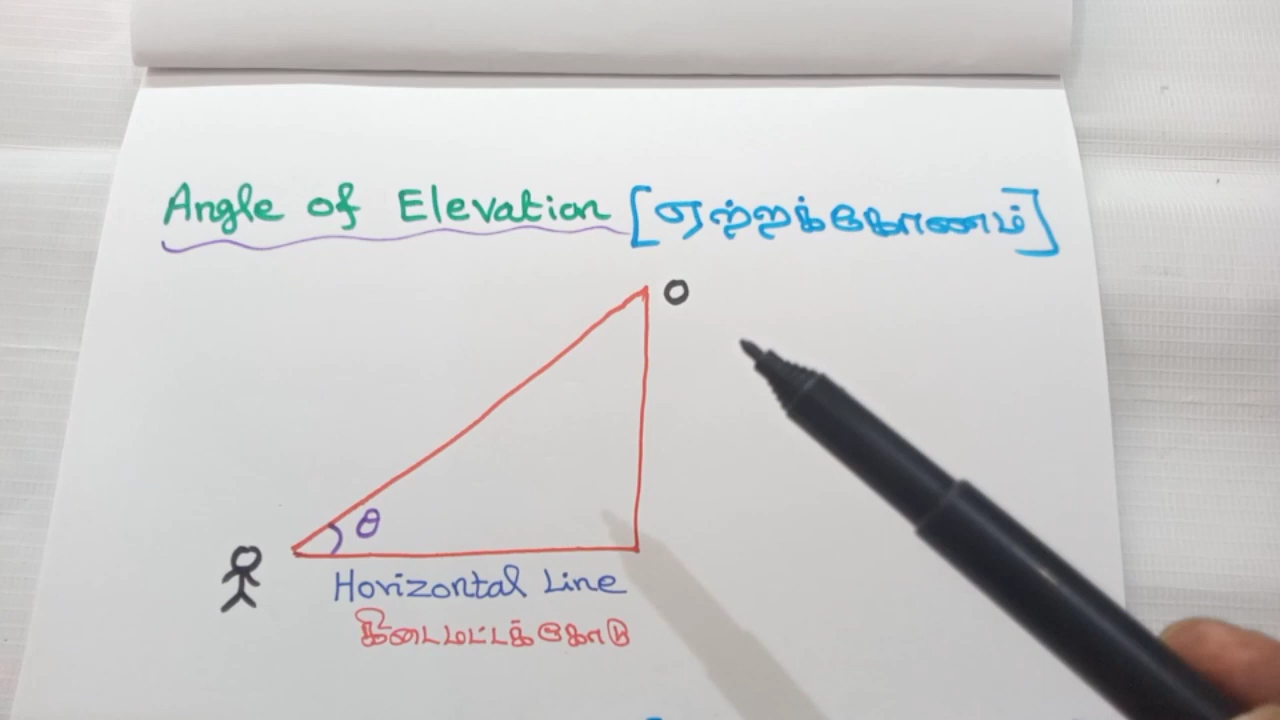 Angle of Elevation [ஏற்றக்கோணம்]
O
θ
Horizontal Line
கிடைமட்டக்கோடு